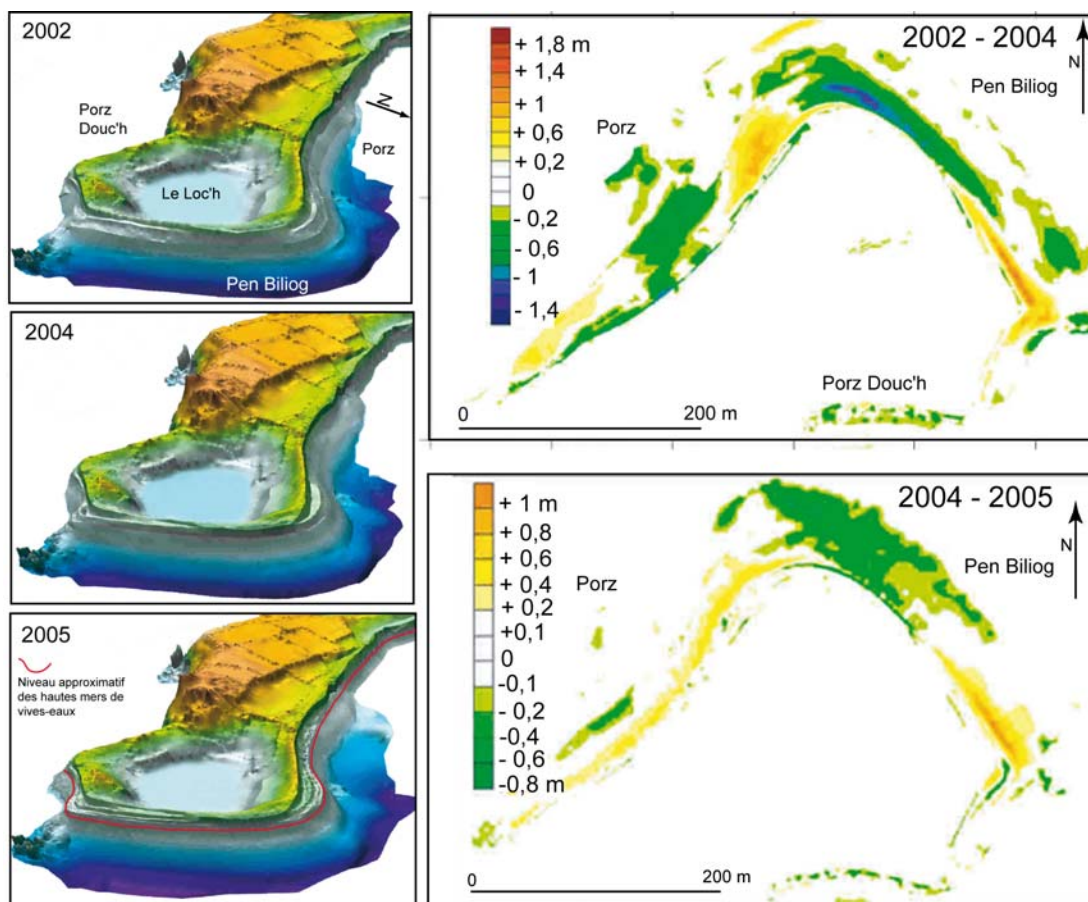 2002
Porz
Douc'h
Le Loc'h
Pen Biliog
N
Porz
2004
2005
Niveau approximatif
des hautes mers de
vives-eaux
2002 - 2004
N
Pen Biliog
Porz
Porz Douc'h
+ 1,8 m
+ 1,4
+ 1
+ 0,6
+ 0,2
0
- 0,2
- 0,6
- 1
- 1,4
0
200 m
2004 - 2005
N
Pen Biliog
Porz
+ 1 m
+ 0,8
+ 0,6
+ 0,4
+ 0,2
+0,1
0
-0,1
- 0,2
-0,4
- 0,6
-0,8 m
0
200 m